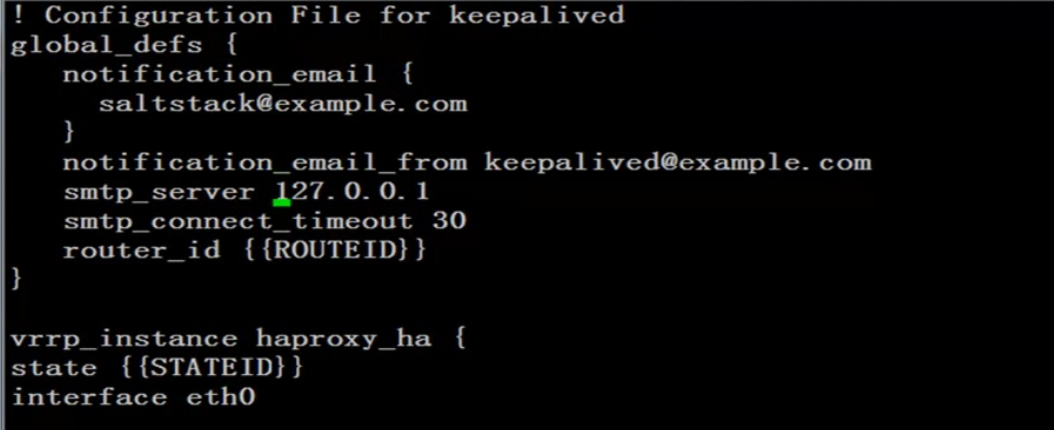 ! Configuration File for keepalived
global_defs {
   notification_email {
     saltstack@example.com
   }
   notification_email_from keepalived@example.com
   smtp_server 127.0.0.1
   smtp_connect_timeout 30
   router_id {{ROUTEID}}
}

vrrp_instance haproxy_ha {
state {{STATEID}}
interface eth0